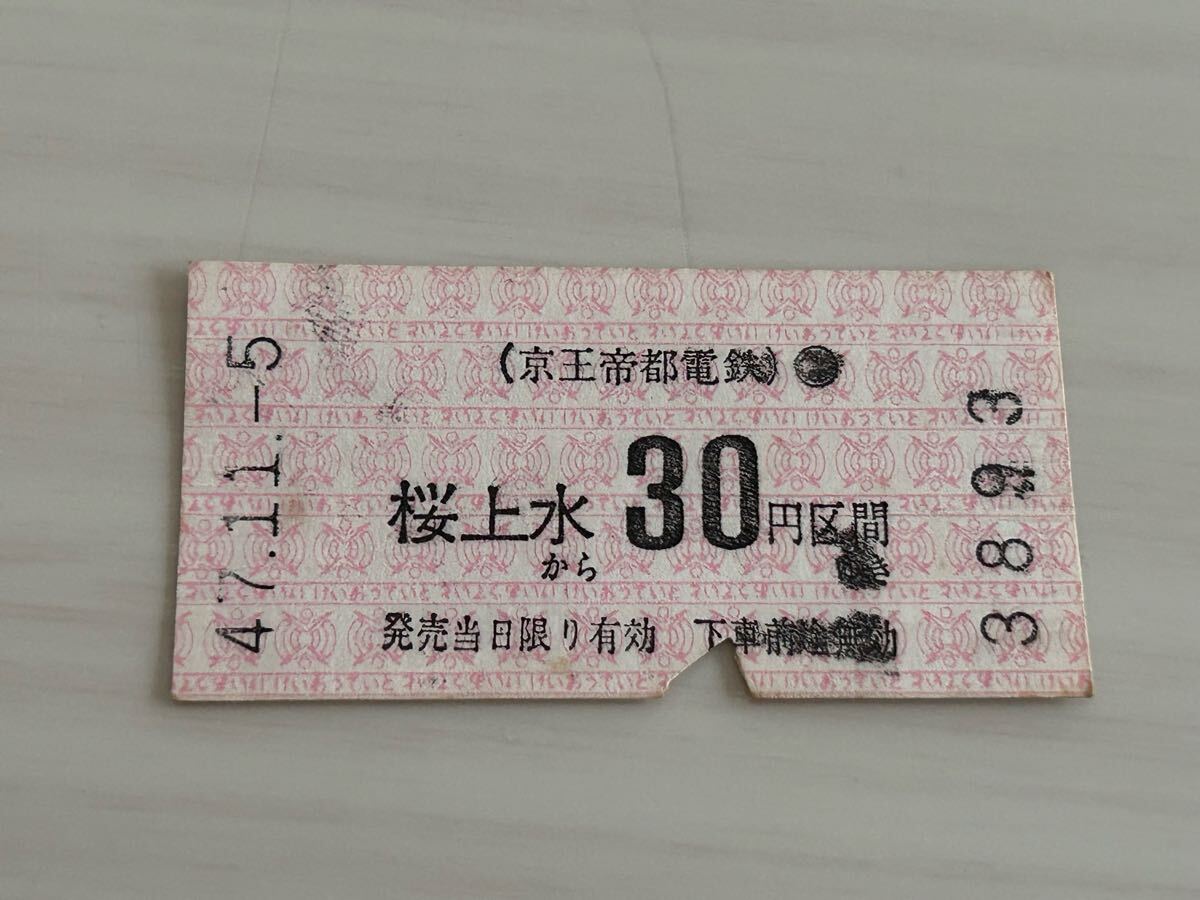 47.11.-5
(京王帝都電鉄)
桜上水から30円区間
発売当日限り有効 下車前途無効
3893